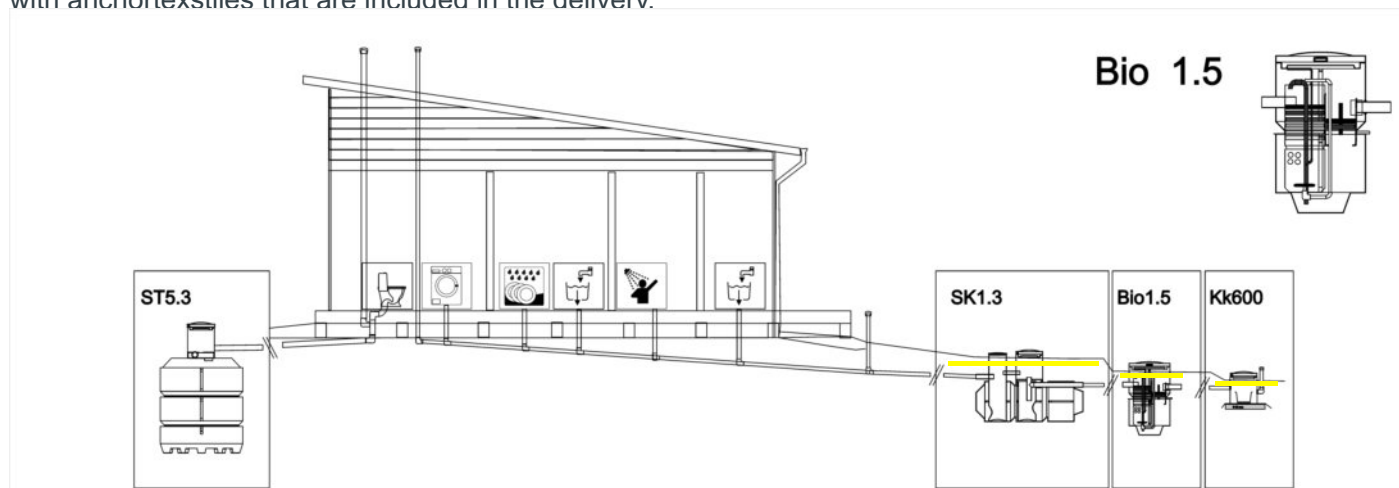 with anchortexstiles that are included in the delivery.
Bio 1.5
ST5.3
SK1.3
Bio1.5
Kk600